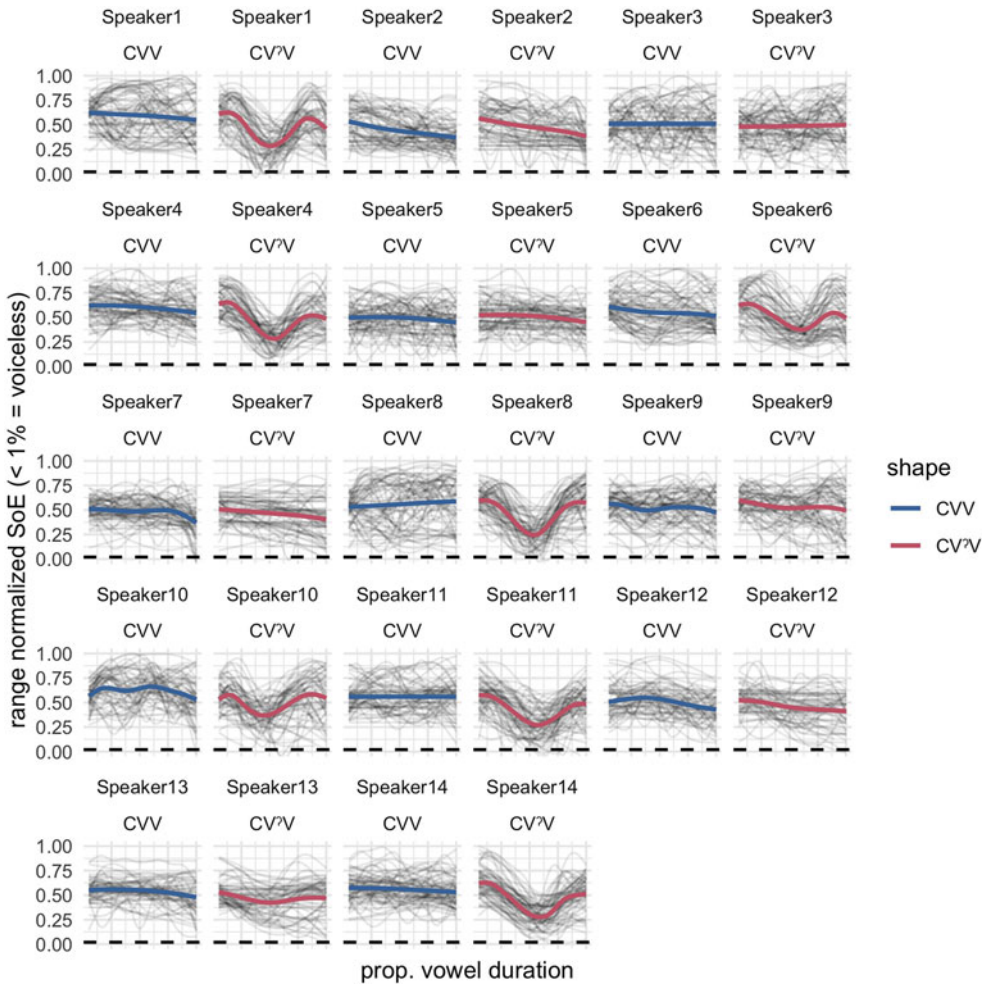 Speaker1 Speaker1 Speaker2 Speaker2 Speaker3 Speaker3
CVV CVˀV CVV CVˀV CVV CVˀV
1.00
0.75
0.50
0.25
0.00
Speaker4 Speaker4 Speaker5 Speaker5 Speaker6 Speaker6
CVV CVˀV CVV CVˀV CVV CVˀV
1.00
0.75
0.50
0.25
0.00
Speaker7 Speaker7 Speaker8 Speaker8 Speaker9 Speaker9
CVV CVˀV CVV CVˀV CVV CVˀV
1.00
0.75
0.50
0.25
0.00
Speaker10 Speaker10 Speaker11 Speaker11 Speaker12 Speaker12
CVV CVˀV CVV CVˀV CVV CVˀV
1.00
0.75
0.50
0.25
0.00
Speaker13 Speaker13 Speaker14 Speaker14
CVV CVˀV CVV CVˀV
1.00
0.75
0.50
0.25
0.00
range normalized SoE (< 1% = voiceless)
prop. vowel duration
shape
CVV
CVˀV